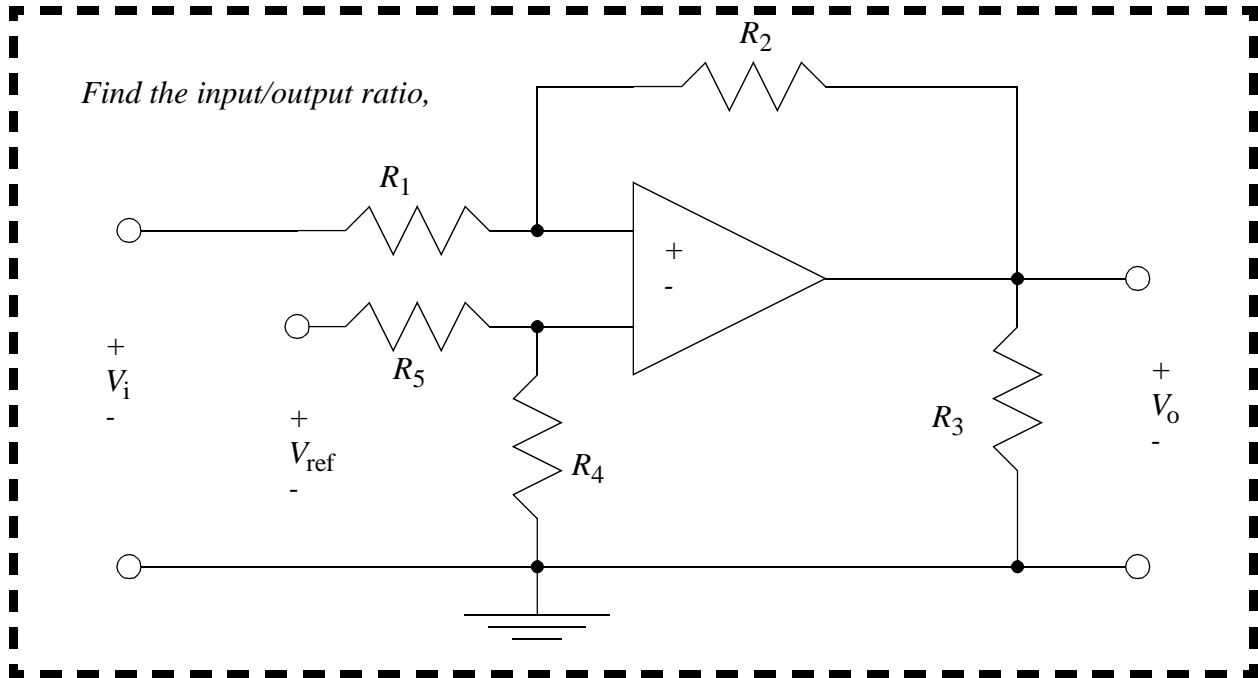 R2
Find the input/output ratio,
R1
+
-
R5
+
Vi
-
+
Vref
-
R4
R3
+
Vo
-